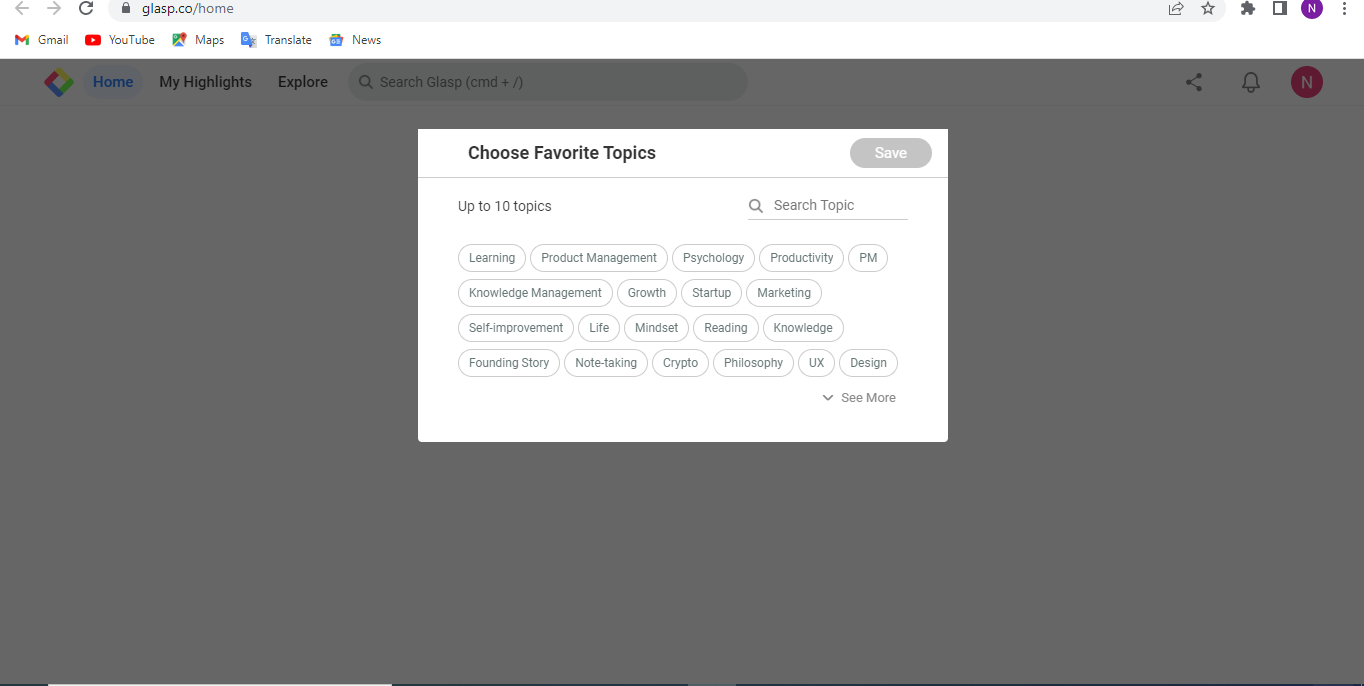 glasp.co/home
N
Gmail YouTube Maps Translate News
Home My Highlights Explore Search Glasp (cmd + /) N
Choose Favorite Topics Save
Up to 10 topics Search Topic
Learning Product Management Psychology Productivity PM
Knowledge Management Growth Startup Marketing
Self-improvement Life Mindset Reading Knowledge
Founding Story Note-taking Crypto Philosophy UX Design
See More